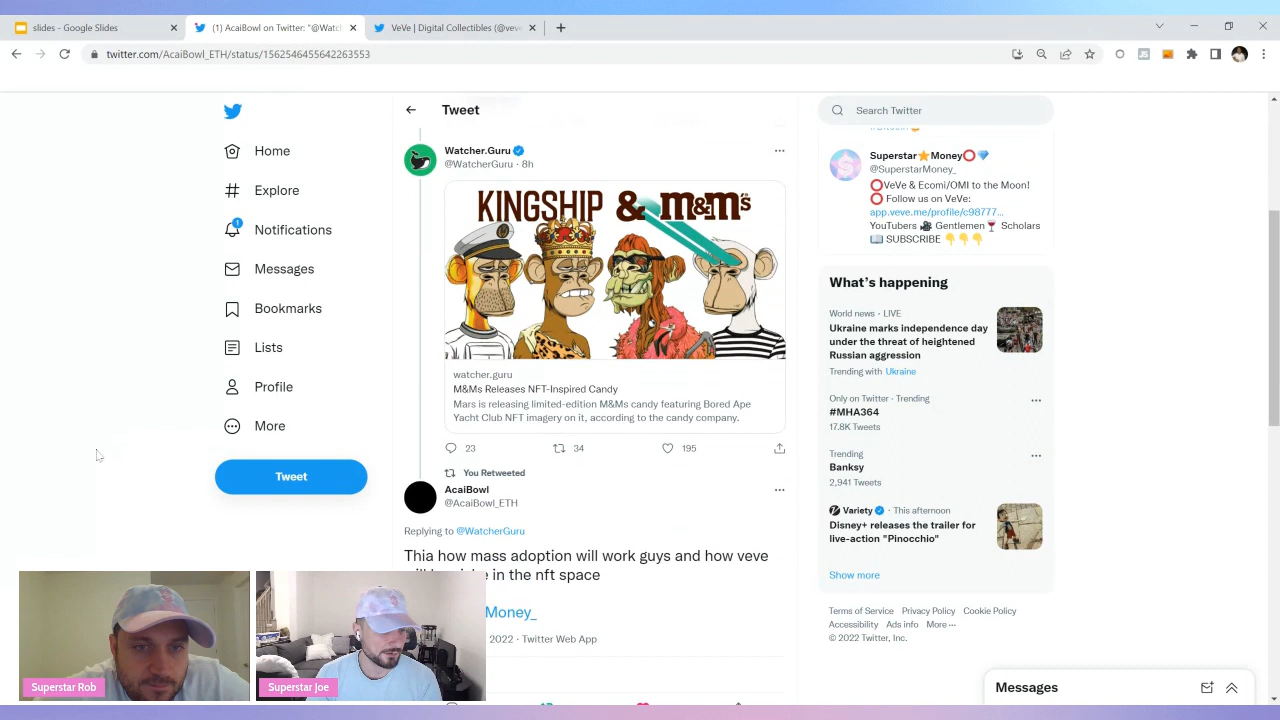 slides - Google Slides
(1) AcaiBowl on Twitter: "@Watch
VeVe | Digital Collectibles (@veve
twitter.com/AcaiBowl_ETH/status/1562546455642263553
JS
Home
Explore
1
Notifications
Messages
Bookmarks
Lists
Profile
More
Tweet
Tweet
Watcher.Guru
@WatcherGuru · 8h
KINGSHIP & m&m's
watcher.guru
M&Ms Releases NFT-Inspired Candy
Mars is releasing limited-edition M&Ms candy featuring Bored Ape
Yacht Club NFT imagery on it, according to the candy company.
23 34 195
You Retweeted
AcaiBowl
@AcaiBowl_ETH
Replying to @WatcherGuru
Thia how mass adoption will work guys and how veve
in the nft space
Money_
2022 · Twitter Web App
Search Twitter
Superstar⭐Money⭕💎
@SuperstarMoney_
⭕VeVe & Ecomi/OMI to the Moon!
⭕ Follow us on VeVe:
app.veve.me/profile/c98777...
YouTubers 🎥 Gentlemen🍷 Scholars
📖 SUBSCRIBE 👇👇👇
What's happening
World news · LIVE
Ukraine marks independence day
under the threat of heightened
Russian aggression
Trending with Ukraine
Only on Twitter · Trending
#MHA364
17.8K Tweets
Trending
Banksy
2,941 Tweets
Variety · This afternoon
Disney+ releases the trailer for
live-action "Pinocchio"
Show more
Terms of Service Privacy Policy Cookie Policy
Accessibility Ads info More ···
© 2022 Twitter, Inc.
Messages
Superstar Rob
Superstar Joe